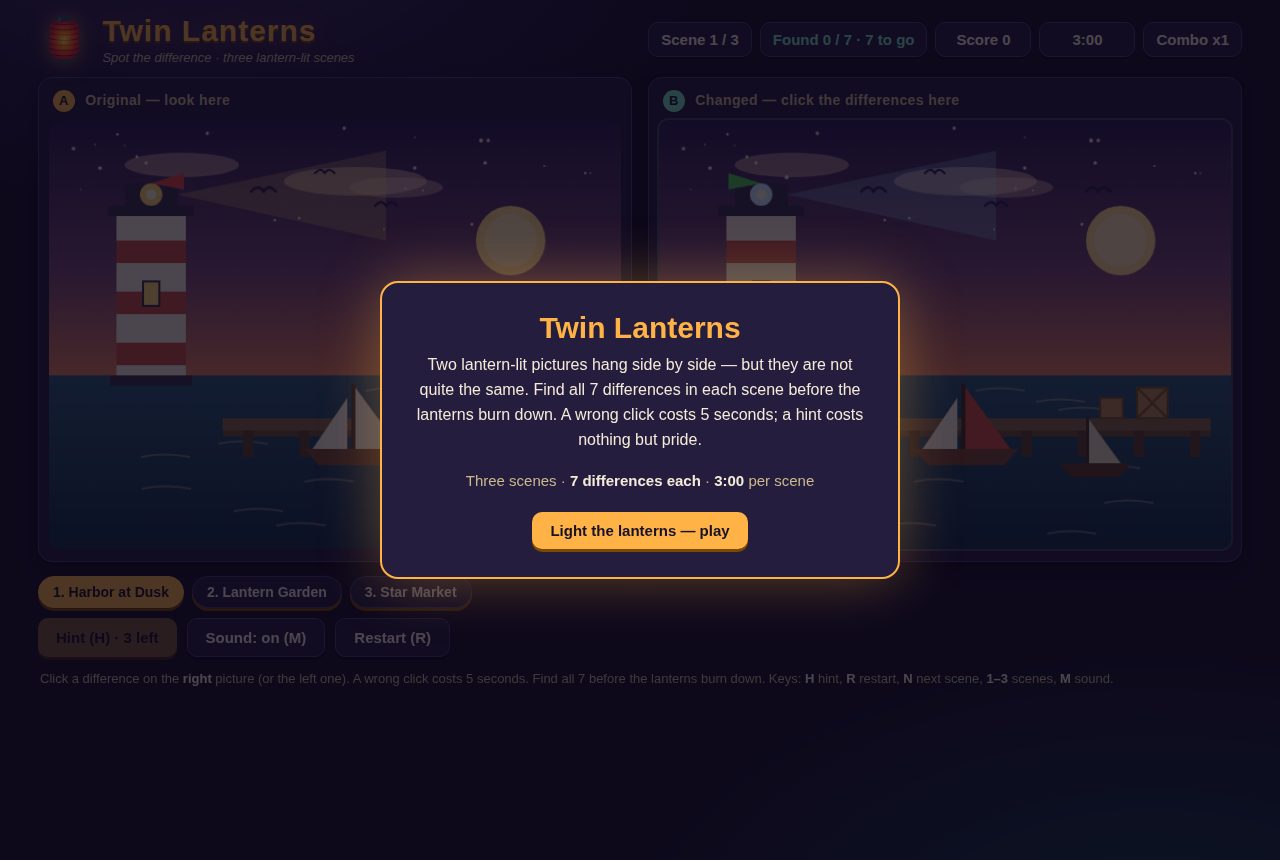 Twin Lanterns
Spot the difference · three lantern-lit scenes
Scene 1 / 3
Found 0 / 7 · 7 to go
Score 0
3:00
Combo x1
A Original — look here
B Changed — click the differences here
Twin Lanterns
Two lantern-lit pictures hang side by side — but they are not
quite the same. Find all 7 differences in each scene before the
lanterns burn down. A wrong click costs 5 seconds; a hint costs
nothing but pride.
Three scenes · 7 differences each · 3:00 per scene
Light the lanterns — play
1. Harbor at Dusk
2. Lantern Garden
3. Star Market
Hint (H) · 3 left
Sound: on (M)
Restart (R)
Click a difference on the right picture (or the left one). A wrong click costs 5 seconds. Find all 7 before the lanterns burn down. Keys: H hint, R restart, N next scene, 1–3 scenes, M sound.